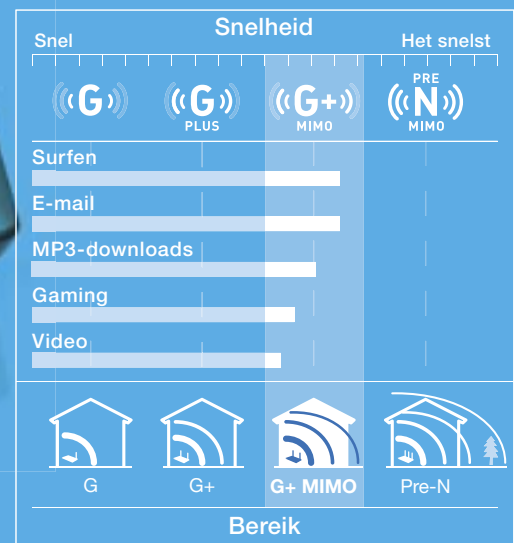 Snelheid
Snel Het snelst
G
G
PLUS
G+
MIMO
PRE
N
MIMO
Surfen
E-mail
MP3-downloads
Gaming
Video
G G+ G+ MIMO Pre-N
Bereik